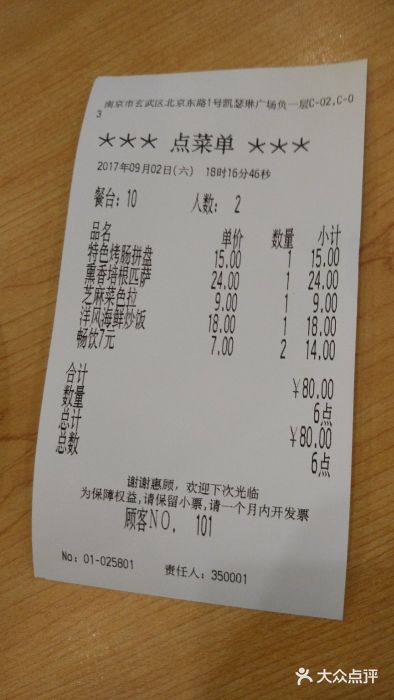 南京市玄武区北京东路1号凯瑟琳广场负一层C-02,C-0
3
*** 点菜单 ***
2017年09月02日(六) 18时16分46秒
餐台: 10 人数: 2
品名 单价 数量 小计
特色烤肠拼盘 15.00 1 15.00
熏香培根匹萨 24.00 1 24.00
芝麻菜色拉 9.00 1 9.00
洋风海鲜炒饭 18.00 1 18.00
畅饮7元 7.00 2 14.00
合计 ¥80.00
数量 6点
总计 ¥80.00
总数 6点
谢谢惠顾，欢迎下次光临
为保障权益,请保留小票,请一个月内开发票
顾客NO. 101
No: 01-025801 责任人: 350001
大众点评